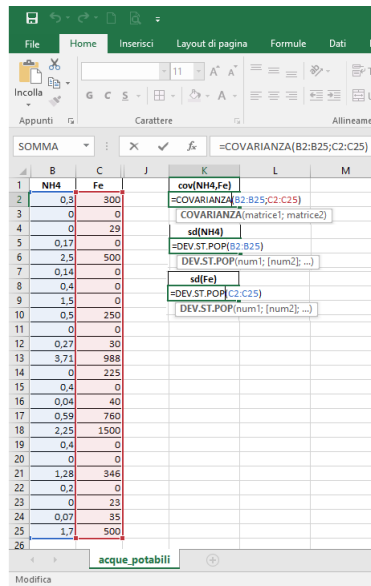 File Home Inserisci Layout di pagina Formule Dati
Incolla
11 A A
G C S A
Appunti Carattere Allineame
SOMMA fx =COVARIANZA(B2:B25;C2:C25)
B C J K L M
1 NH4 Fe cov(NH4,Fe)
2 0,3 300 =COVARIANZA(B2:B25;C2:C25)
3 0 0 COVARIANZA(matrice1; matrice2)
4 0 29 sd(NH4)
5 0,17 0 =DEV.ST.POP(B2:B25)
6 2,5 500 DEV.ST.POP(num1; [num2]; ...)
7 0,14 0 sd(Fe)
8 0,4 0 =DEV.ST.POP(C2:C25)
9 1,5 0 DEV.ST.POP(num1; [num2]; ...)
10 0,5 250
11 0 0
12 0,27 30
13 3,71 988
14 0 225
15 0,4 0
16 0,04 40
17 0,59 760
18 2,25 1500
19 0,4 0
20 0 0
21 1,28 346
22 0,2 0
23 0 23
24 0,07 35
25 1,7 500
26
acque_potabili
Modifica